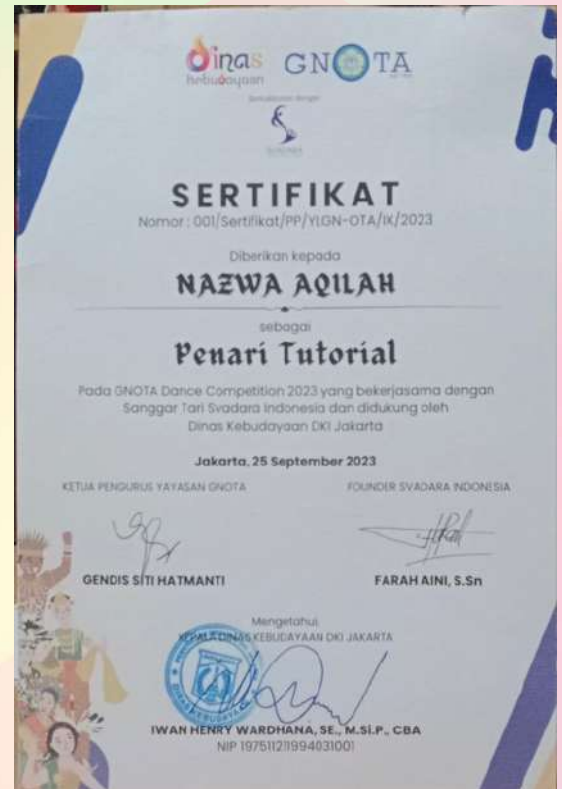 Dinas
Kebudayaan
GNOTA
SERTIFIKAT
Nomor : 001/Sertifikat/PP/YLGN-OTA/IX/2023
Diberikan kepada
NAZWA AQILAH
sebagai
Penari Tutorial
Pada GNOTA Dance Competition 2023 yang bekerjasama dengan
Sanggar Tari Svadara Indonesia dan didukung oleh
Dinas Kebudayaan DKI Jakarta
Jakarta, 25 September 2023
KETUA PENGURUS YAYASAN GNOTA
FOUNDER SVADARA INDONESIA
GENDIS SITI HATMANTI
FARAH AINI, S.Sn
Mengetahui,
KEPALA DINAS KEBUDAYAAN DKI JAKARTA
DINAS KEBUDAYAAN
IWAN HENRY WARDHANA, SE., M.Si.P., CBA
NIP 197511211994031001